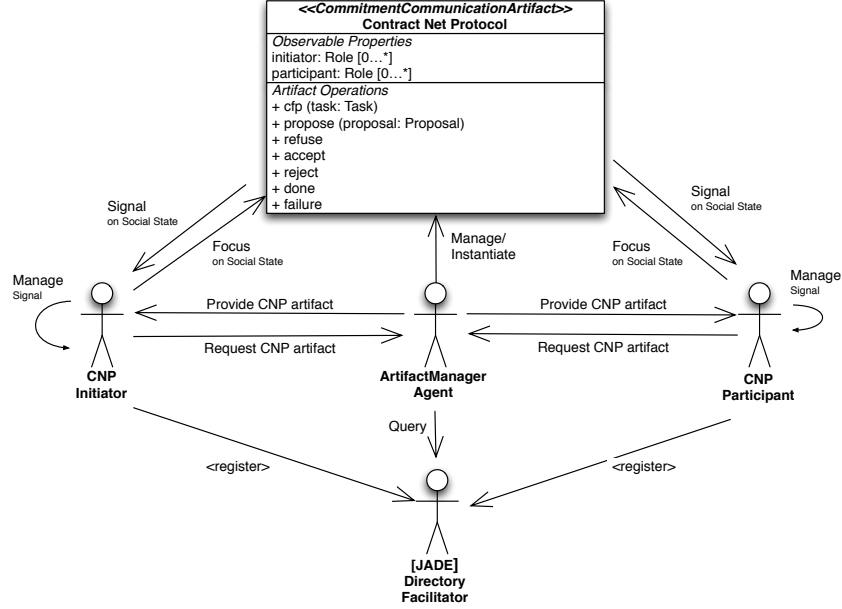 <<CommitmentCommunicationArtifact>>
Contract Net Protocol
Observable Properties
initiator: Role [0…*]
participant: Role [0…*]
Artifact Operations
+ cfp (task: Task)
+ propose (proposal: Proposal)
+ refuse
+ accept
+ reject
+ done
+ failure
Signal
on Social State
Focus
on Social State
Manage/
Instantiate
Signal
on Social State
Focus
on Social State
Manage
Signal
Provide CNP artifact
Request CNP artifact
Provide CNP artifact
Request CNP artifact
Manage
Signal
CNP
Initiator
ArtifactManager
Agent
CNP
Participant
Query
<register>
<register>
[JADE]
Directory
Facilitator